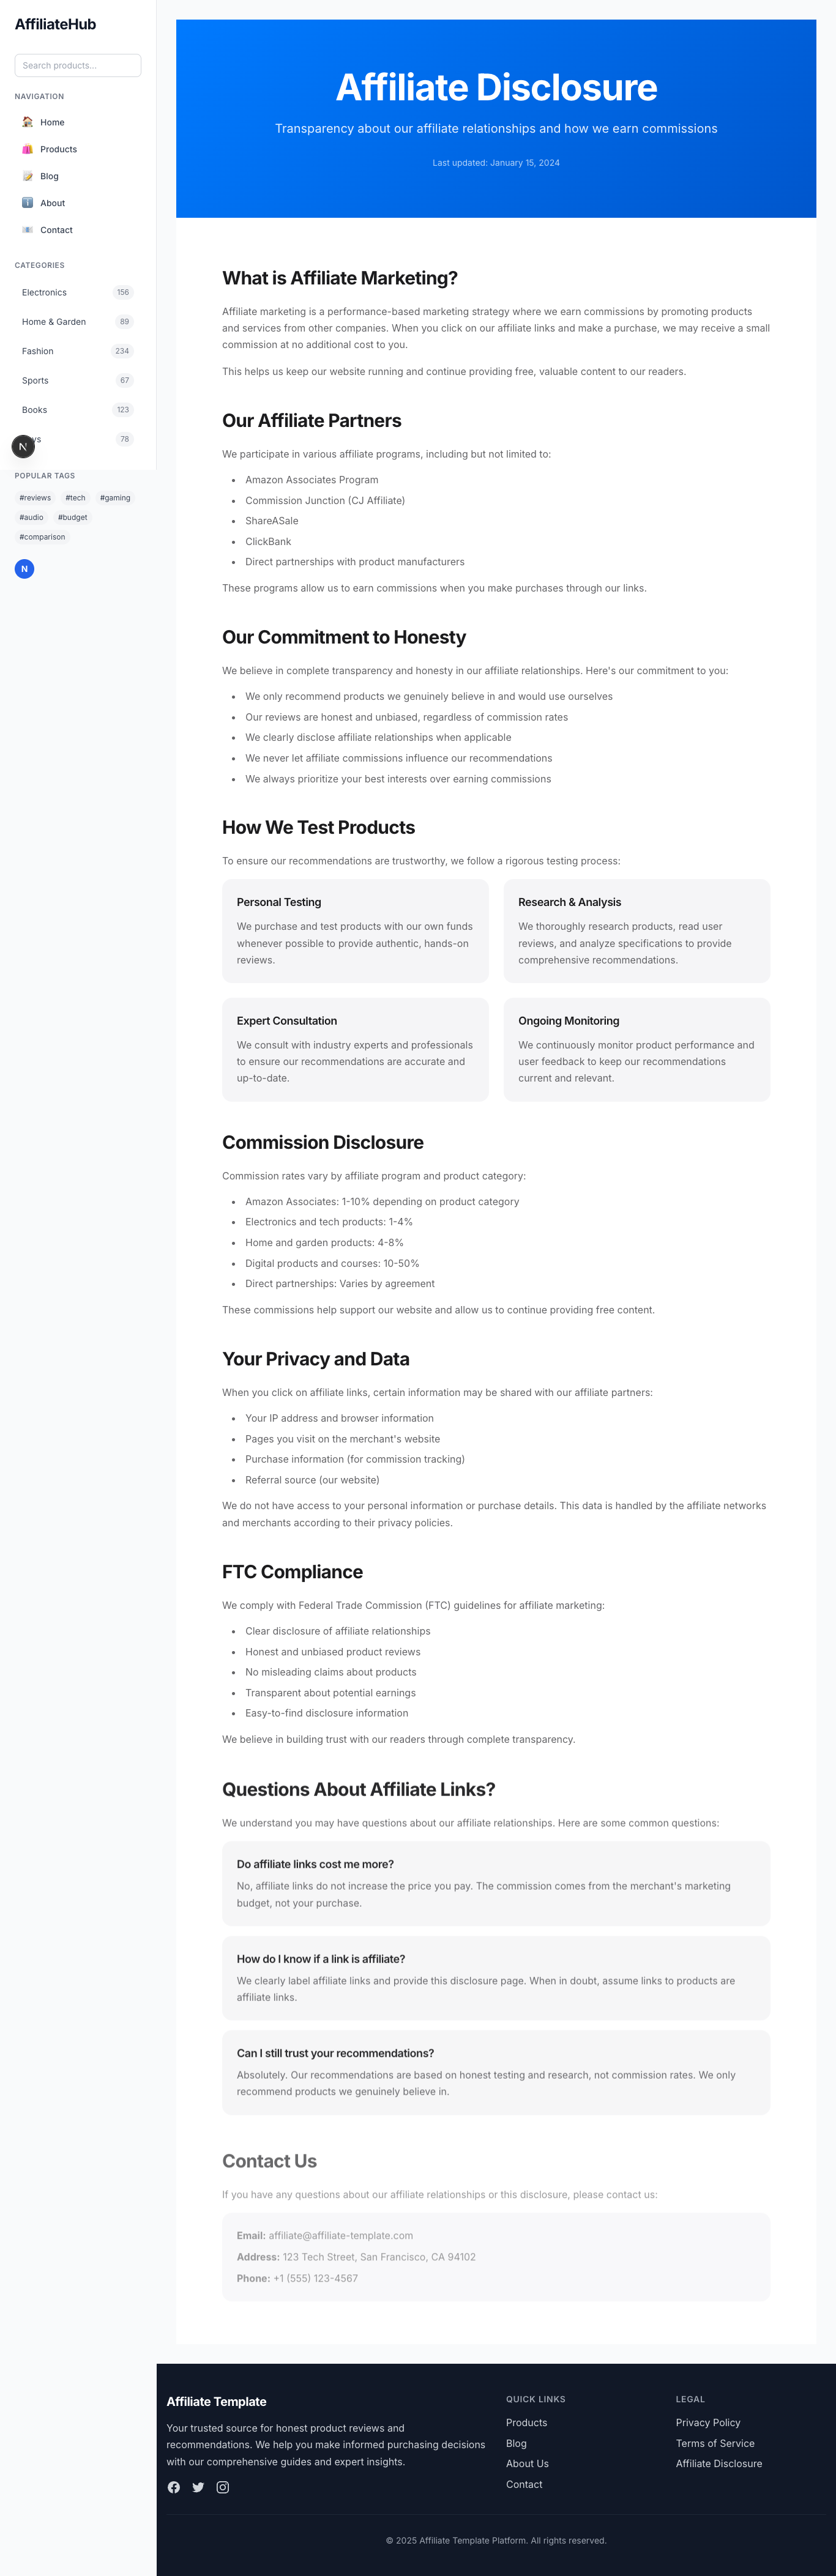 AffiliateHub
Search products...
NAVIGATION
Home
Products
Blog
About
Contact
CATEGORIES
Electronics 156
Home & Garden 89
Fashion 234
Sports 67
Books 123
78
N
POPULAR TAGS
#reviews #tech #gaming
#audio #budget
#comparison
N
Affiliate Disclosure
Transparency about our affiliate relationships and how we earn commissions
Last updated: January 15, 2024
What is Affiliate Marketing?
Affiliate marketing is a performance-based marketing strategy where we earn commissions by promoting products
and services from other companies. When you click on our affiliate links and make a purchase, we may receive a small
commission at no additional cost to you.
This helps us keep our website running and continue providing free, valuable content to our readers.
Our Affiliate Partners
We participate in various affiliate programs, including but not limited to:
• Amazon Associates Program
• Commission Junction (CJ Affiliate)
• ShareASale
• ClickBank
• Direct partnerships with product manufacturers
These programs allow us to earn commissions when you make purchases through our links.
Our Commitment to Honesty
We believe in complete transparency and honesty in our affiliate relationships. Here's our commitment to you:
• We only recommend products we genuinely believe in and would use ourselves
• Our reviews are honest and unbiased, regardless of commission rates
• We clearly disclose affiliate relationships when applicable
• We never let affiliate commissions influence our recommendations
• We always prioritize your best interests over earning commissions
How We Test Products
To ensure our recommendations are trustworthy, we follow a rigorous testing process:
Personal Testing
We purchase and test products with our own funds
whenever possible to provide authentic, hands-on
reviews.
Research & Analysis
We thoroughly research products, read user
reviews, and analyze specifications to provide
comprehensive recommendations.
Expert Consultation
We consult with industry experts and professionals
to ensure our recommendations are accurate and
up-to-date.
Ongoing Monitoring
We continuously monitor product performance and
user feedback to keep our recommendations
current and relevant.
Commission Disclosure
Commission rates vary by affiliate program and product category:
• Amazon Associates: 1-10% depending on product category
• Electronics and tech products: 1-4%
• Home and garden products: 4-8%
• Digital products and courses: 10-50%
• Direct partnerships: Varies by agreement
These commissions help support our website and allow us to continue providing free content.
Your Privacy and Data
When you click on affiliate links, certain information may be shared with our affiliate partners:
• Your IP address and browser information
• Pages you visit on the merchant's website
• Purchase information (for commission tracking)
• Referral source (our website)
We do not have access to your personal information or purchase details. This data is handled by the affiliate networks
and merchants according to their privacy policies.
FTC Compliance
We comply with Federal Trade Commission (FTC) guidelines for affiliate marketing:
• Clear disclosure of affiliate relationships
• Honest and unbiased product reviews
• No misleading claims about products
• Transparent about potential earnings
• Easy-to-find disclosure information
We believe in building trust with our readers through complete transparency.
Questions About Affiliate Links?
We understand you may have questions about our affiliate relationships. Here are some common questions:
Do affiliate links cost me more?
No, affiliate links do not increase the price you pay. The commission comes from the merchant's marketing
budget, not your purchase.
How do I know if a link is affiliate?
We clearly label affiliate links and provide this disclosure page. When in doubt, assume links to products are
affiliate links.
Can I still trust your recommendations?
Absolutely. Our recommendations are based on honest testing and research, not commission rates. We only
recommend products we genuinely believe in.
Contact Us
If you have any questions about our affiliate relationships or this disclosure, please contact us:
Email: affiliate@affiliate-template.com
Address: 123 Tech Street, San Francisco, CA 94102
Phone: +1 (555) 123-4567
Affiliate Template
Your trusted source for honest product reviews and
recommendations. We help you make informed purchasing decisions
with our comprehensive guides and expert insights.
QUICK LINKS
Products
Blog
About Us
Contact
LEGAL
Privacy Policy
Terms of Service
Affiliate Disclosure
© 2025 Affiliate Template Platform. All rights reserved.